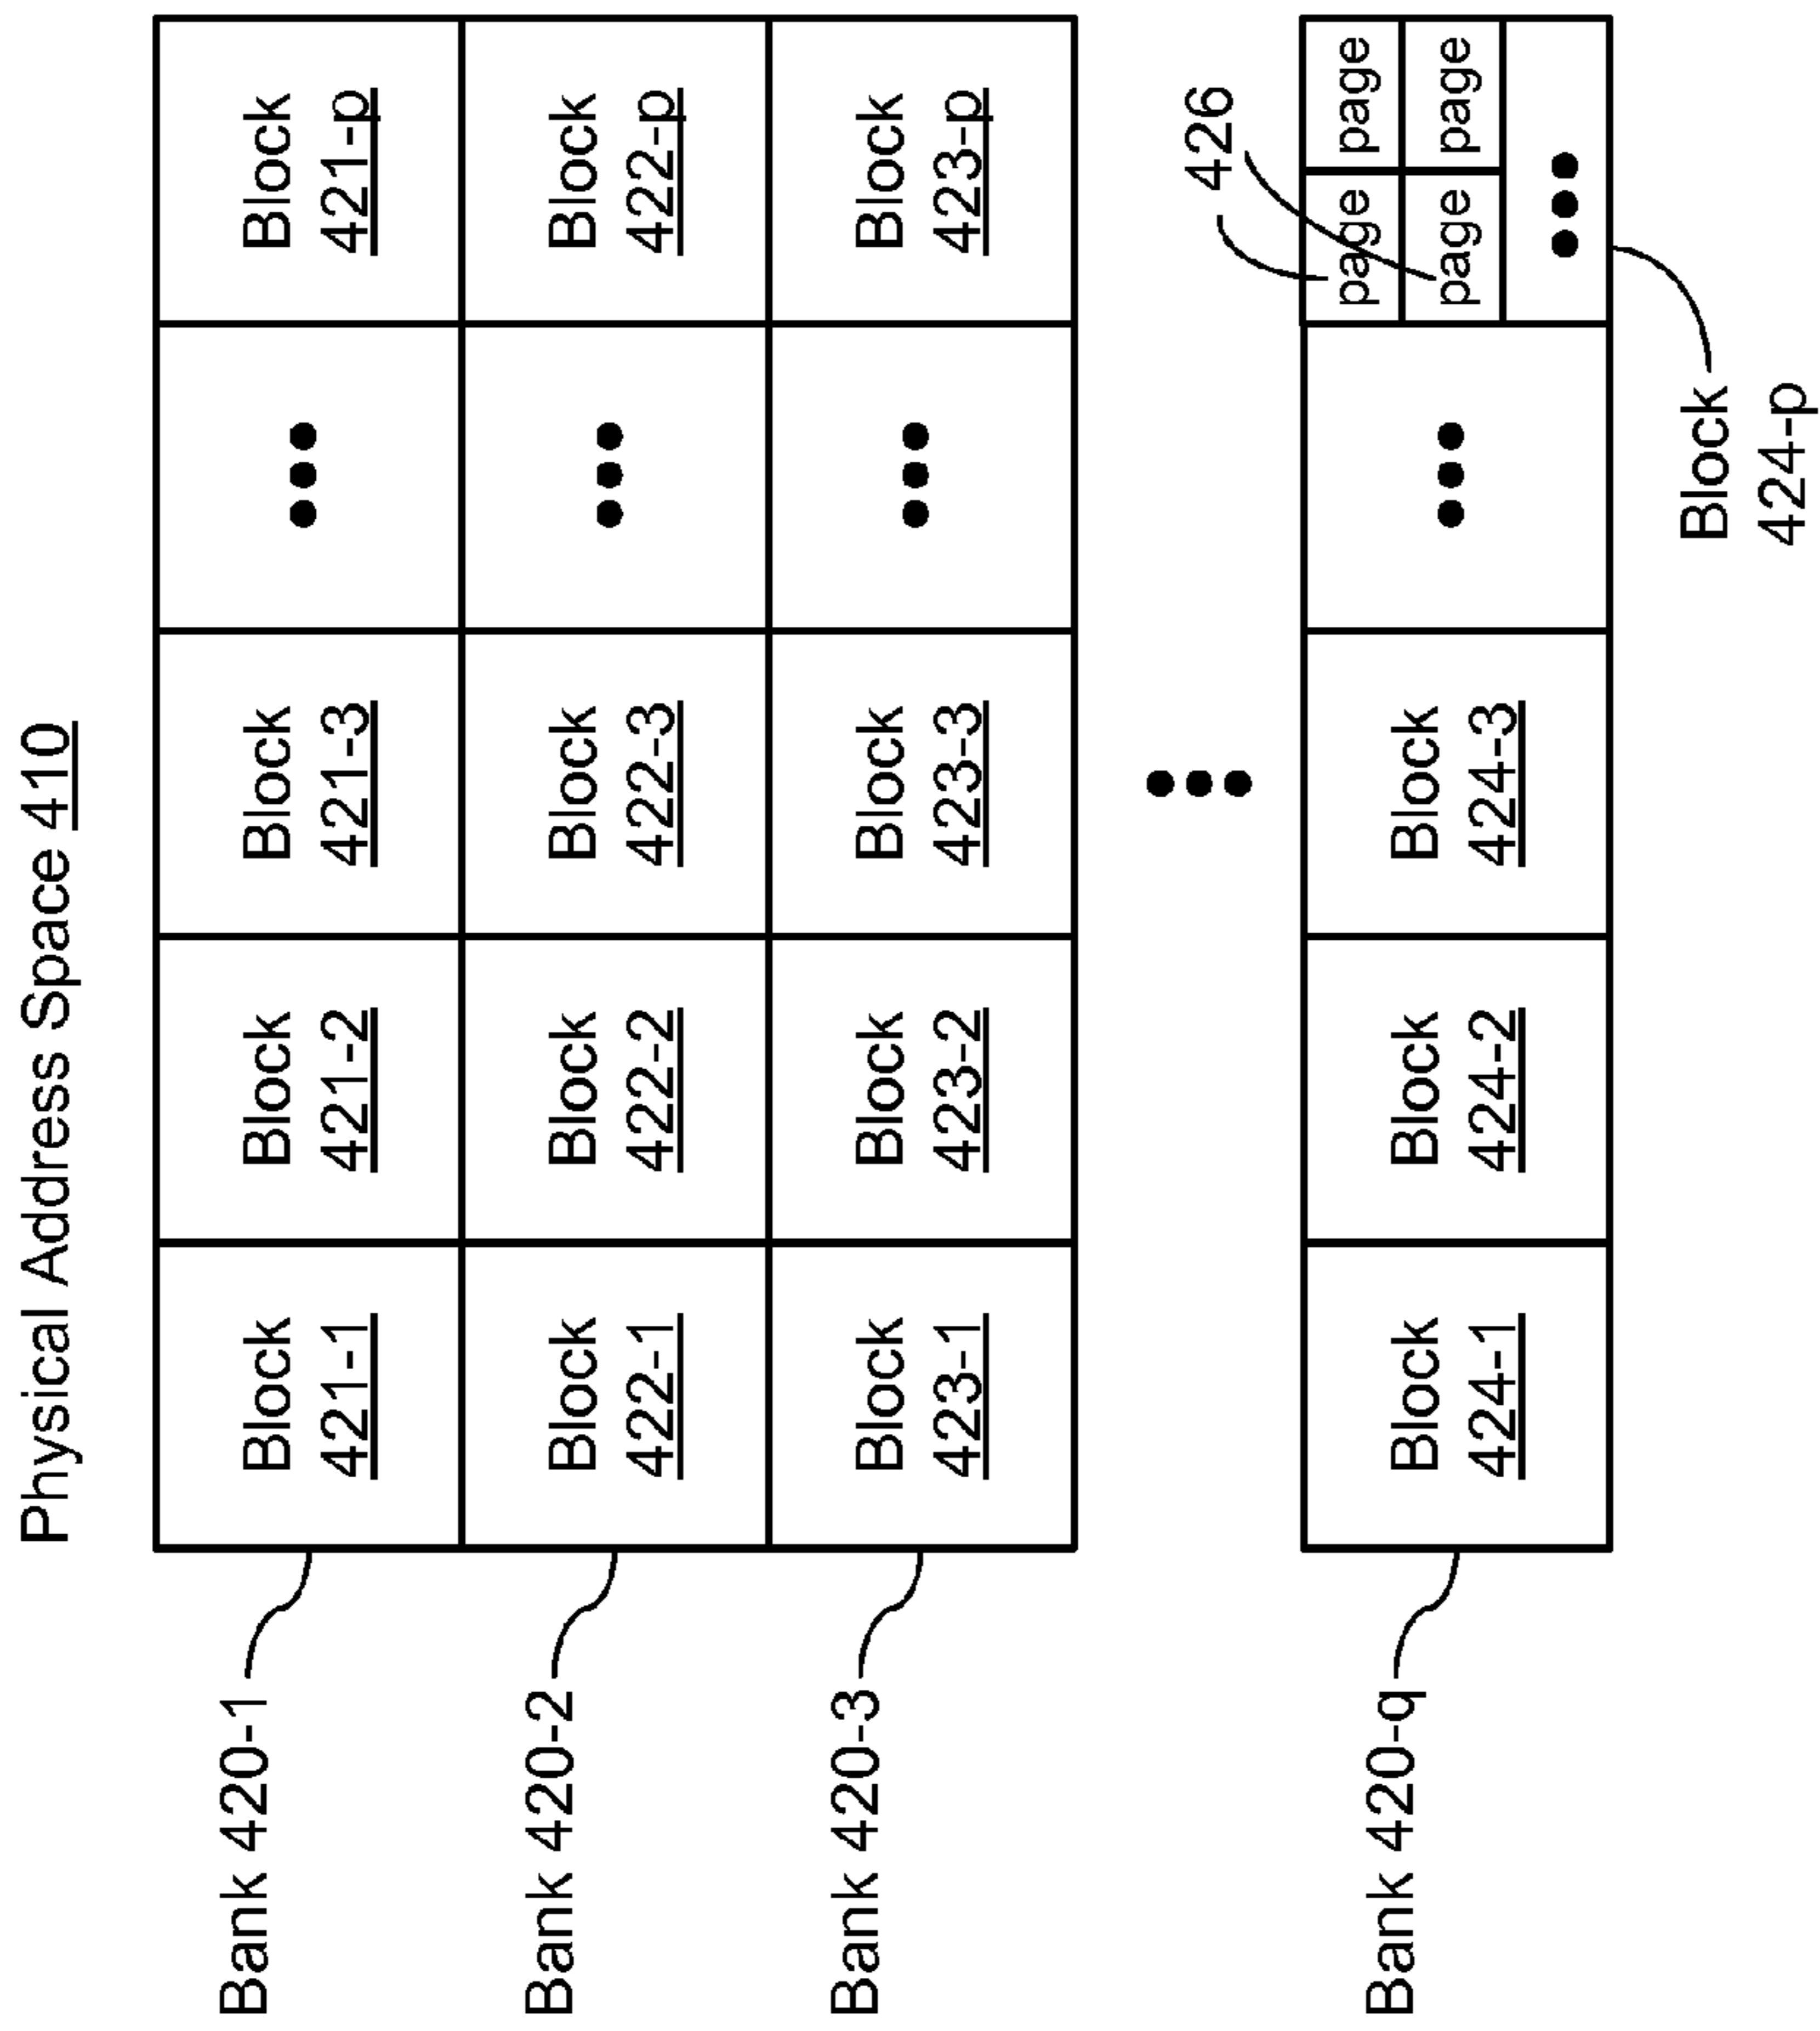 Physical Address Space 410
Bank 420-1
Block
421-1
Block
421-2
Block
421-3
Block
421-p
Bank 420-2
Block
422-1
Block
422-2
Block
422-3
Block
422-p
Bank 420-3
Block
423-1
Block
423-2
Block
423-3
Block
423-p
426
Bank 420-q
Block
424-1
Block
424-2
Block
424-3
page
page
page
page
Block
424-p